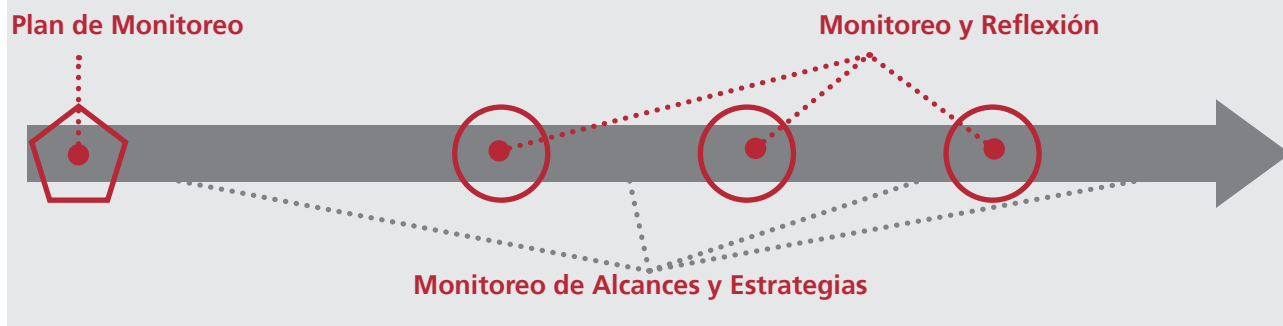 Plan de Monitoreo
Monitoreo y Reflexión
Monitoreo de Alcances y Estrategias